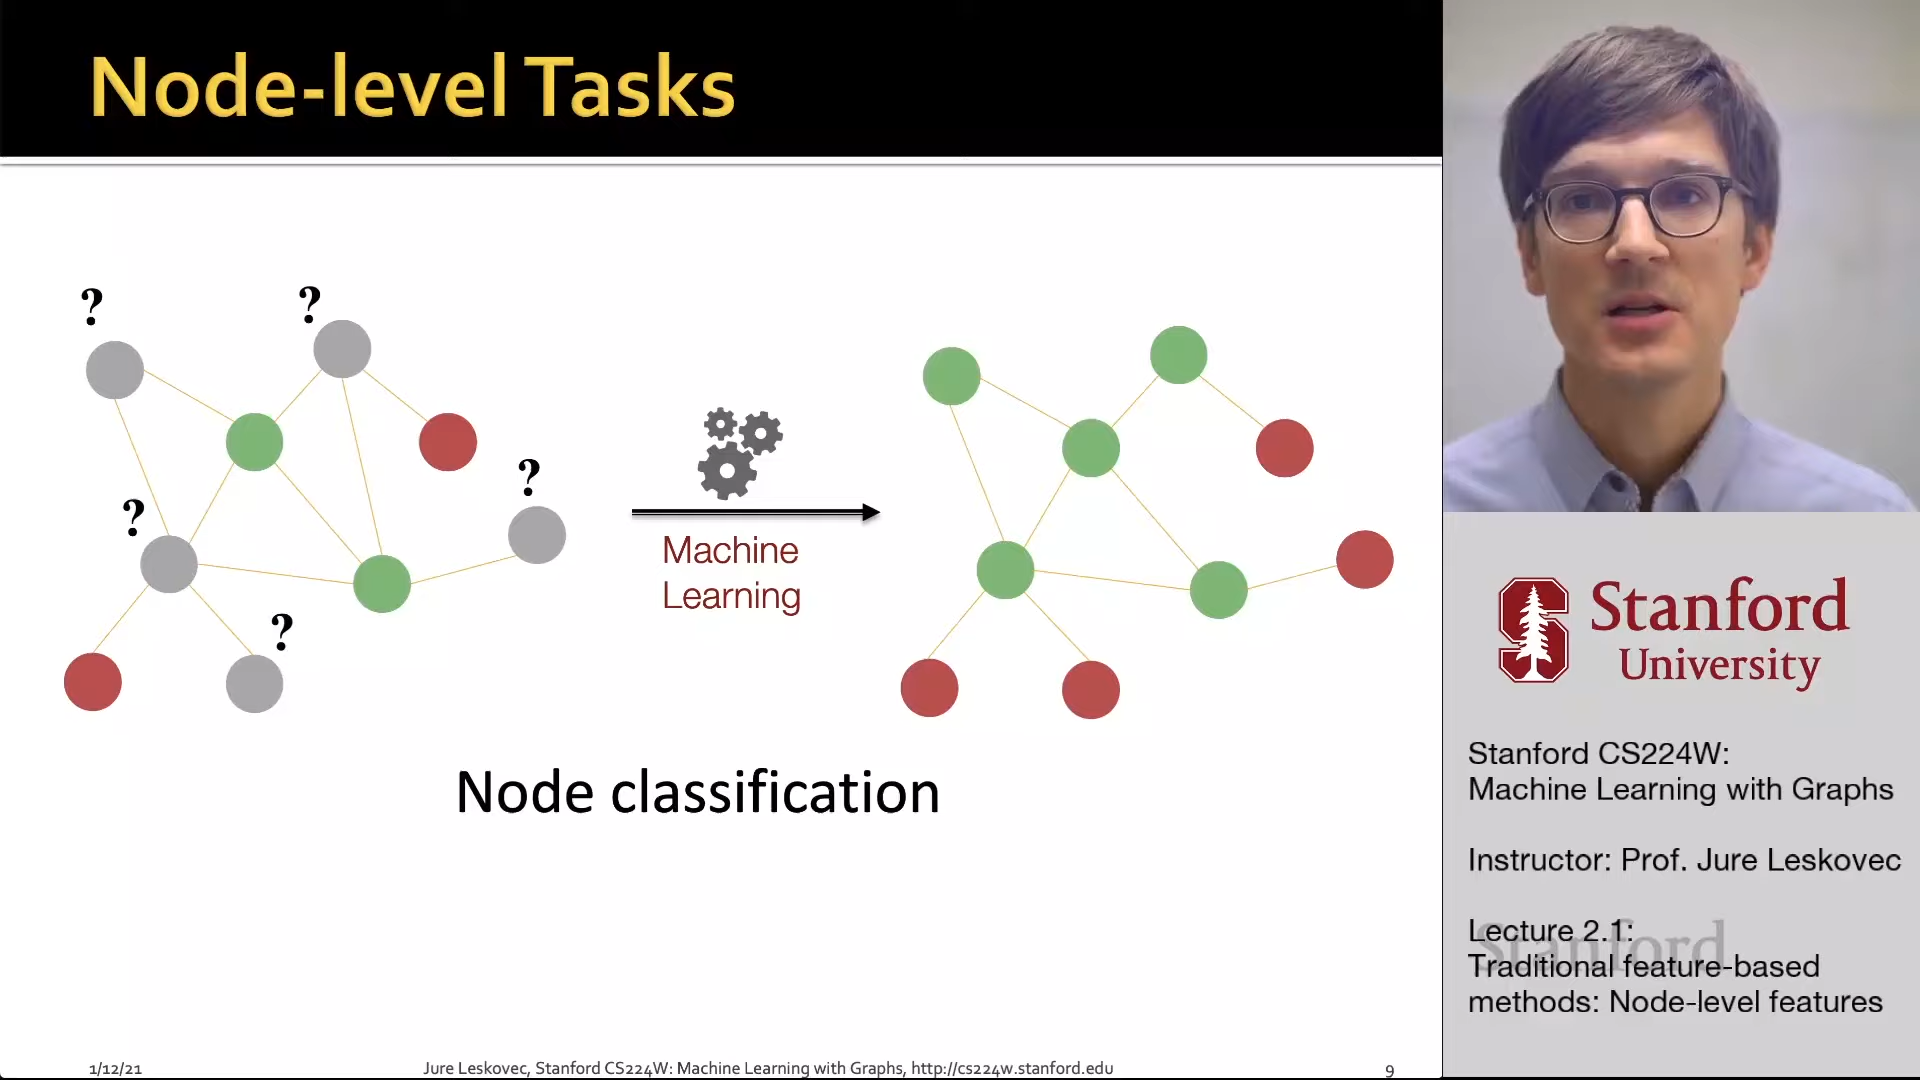 Node-level Tasks
?
?
?
?
?
Machine
Learning
Node classification
1/12/21
Jure Leskovec, Stanford CS224W: Machine Learning with Graphs, http://cs224w.stanford.edu
9
Stanford
University
Stanford CS224W:
Machine Learning with Graphs
Instructor: Prof. Jure Leskovec
Lecture 2.1:
Stanford
Traditional feature-based
methods: Node-level features